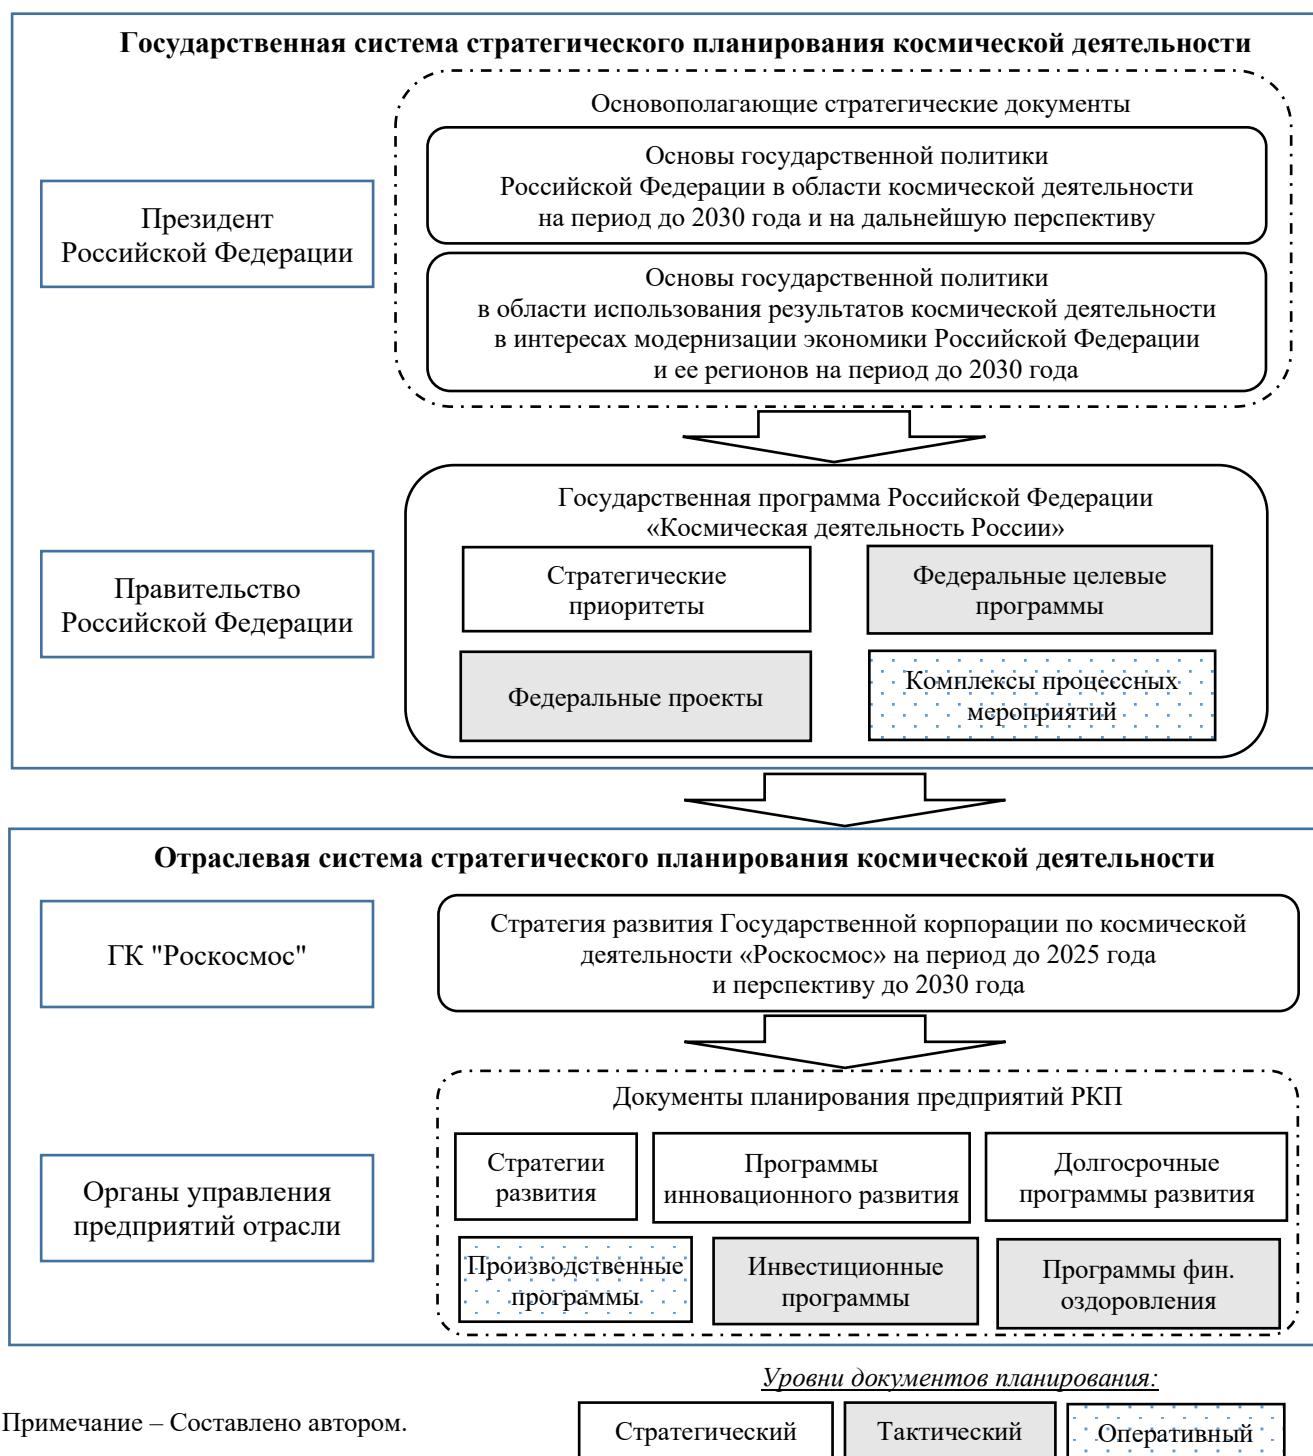 Государственная система стратегического планирования космической деятельности
Основополагающие стратегические документы
Основы государственной политики
Российской Федерации в области космической деятельности
на период до 2030 года и на дальнейшую перспективу
Президент
Российской Федерации
Основы государственной политики
в области использования результатов космической деятельности
в интересах модернизации экономики Российской Федерации
и ее регионов на период до 2030 года
Государственная программа Российской Федерации
«Космическая деятельность России»
Правительство
Российской Федерации
Стратегические
приоритеты
Федеральные целевые
программы
Федеральные проекты
Комплексы процессных
мероприятий
Отраслевая система стратегического планирования космической деятельности
ГК "Роскосмос"
Стратегия развития Государственной корпорации по космической
деятельности «Роскосмос» на период до 2025 года
и перспективу до 2030 года
Документы планирования предприятий РКП
Органы управления
предприятий отрасли
Стратегии
развития
Программы
инновационного развития
Долгосрочные
программы развития
Производственные
программы
Инвестиционные
программы
Программы фин.
оздоровления
Уровни документов планирования:
Примечание – Составлено автором.
Стратегический
Тактический
Оперативный